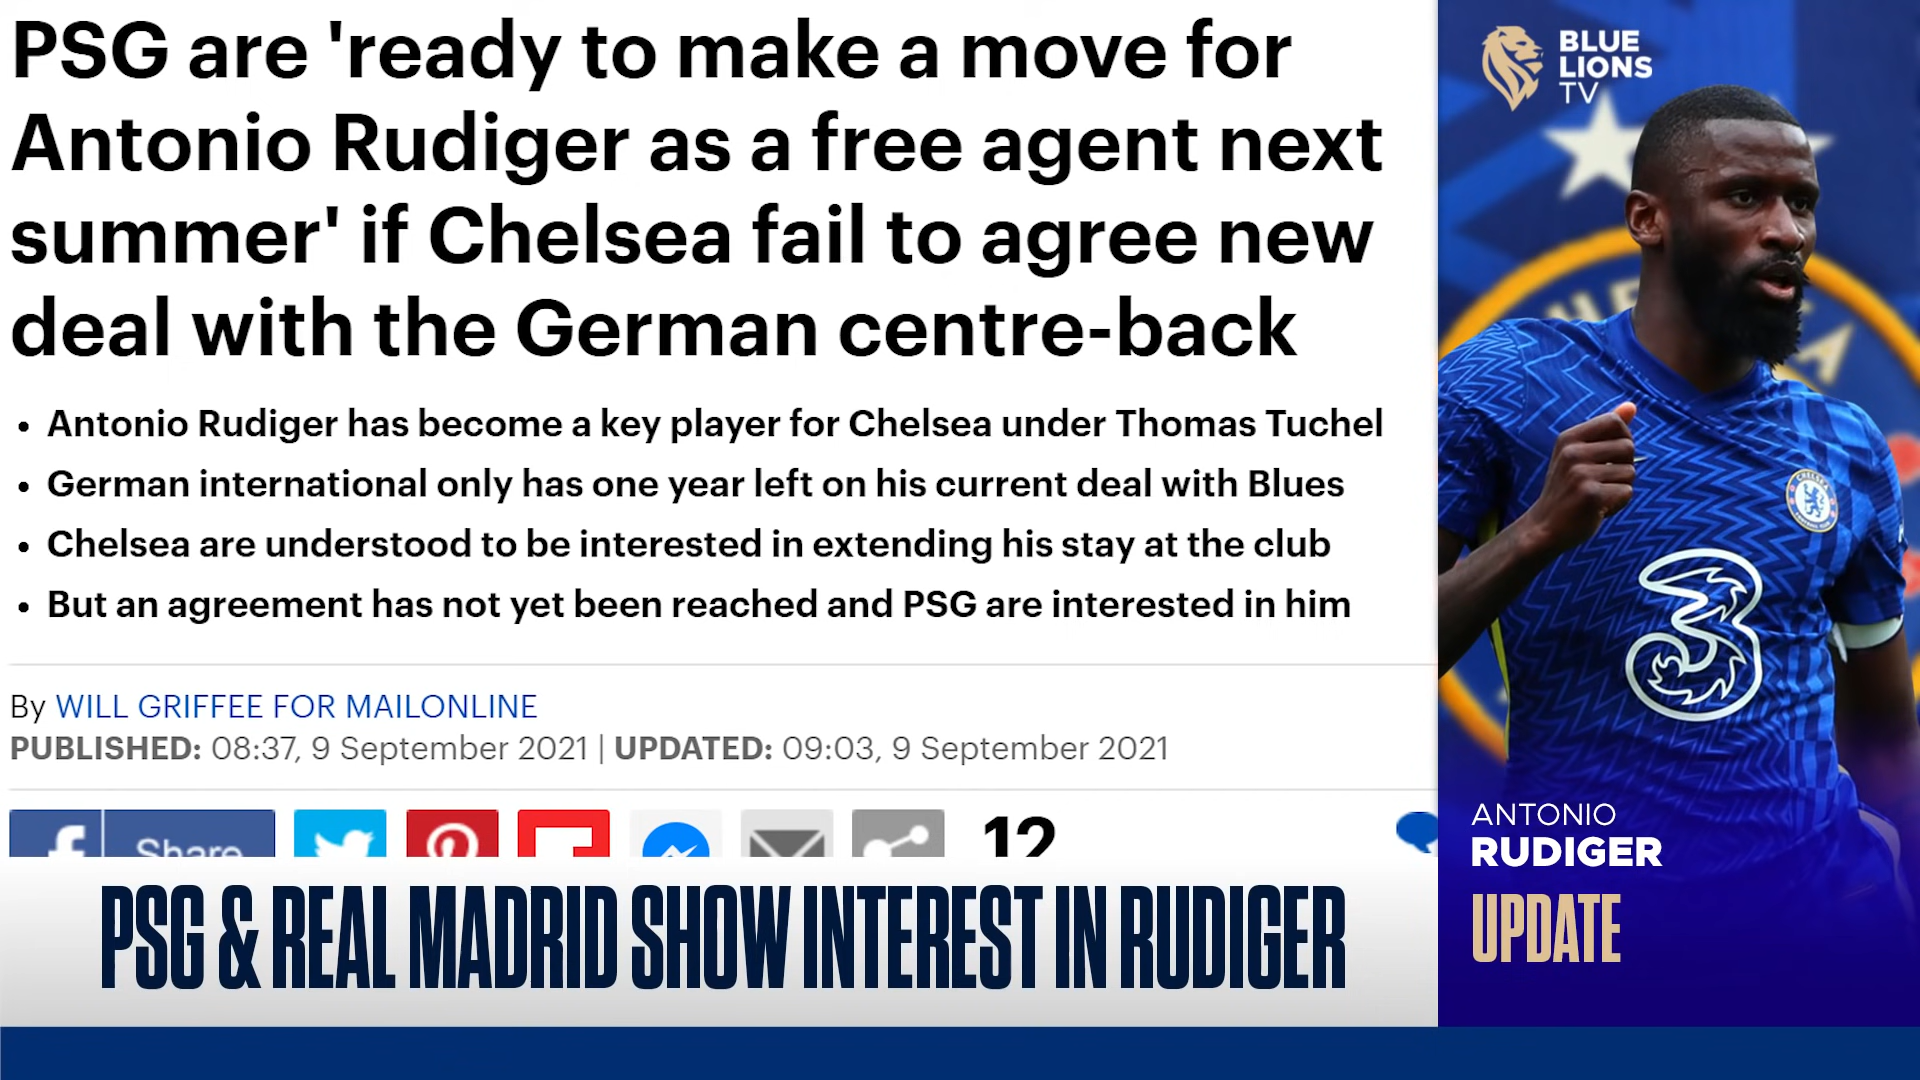 PSG are 'ready to make a move for
Antonio Rudiger as a free agent next
summer' if Chelsea fail to agree new
deal with the German centre-back
• Antonio Rudiger has become a key player for Chelsea under Thomas Tuchel
• German international only has one year left on his current deal with Blues
• Chelsea are understood to be interested in extending his stay at the club
• But an agreement has not yet been reached and PSG are interested in him
By WILL GRIFFEE FOR MAILONLINE
PUBLISHED: 08:37, 9 September 2021 | UPDATED: 09:03, 9 September 2021
f Share
12
PSG & REAL MADRID SHOW INTEREST IN RUDIGER
BLUE
LIONS
TV
CHELSEA
3
ANTONIO
RUDIGER
UPDATE